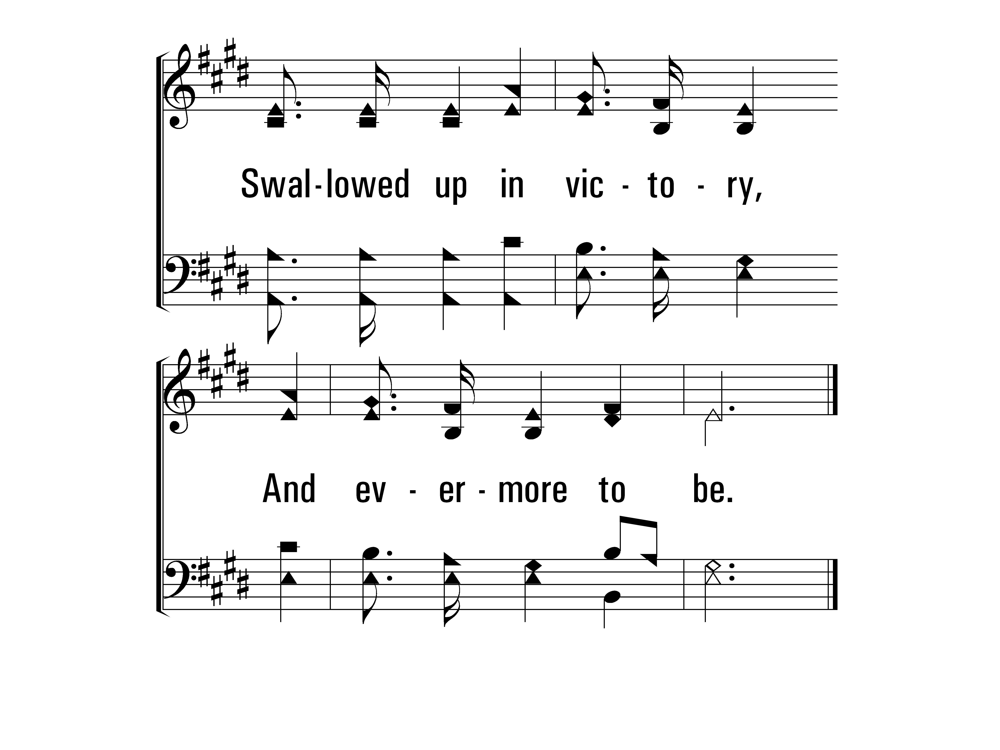 Swal-lowed up in vic - to - ry,
And ev - er - more to be.